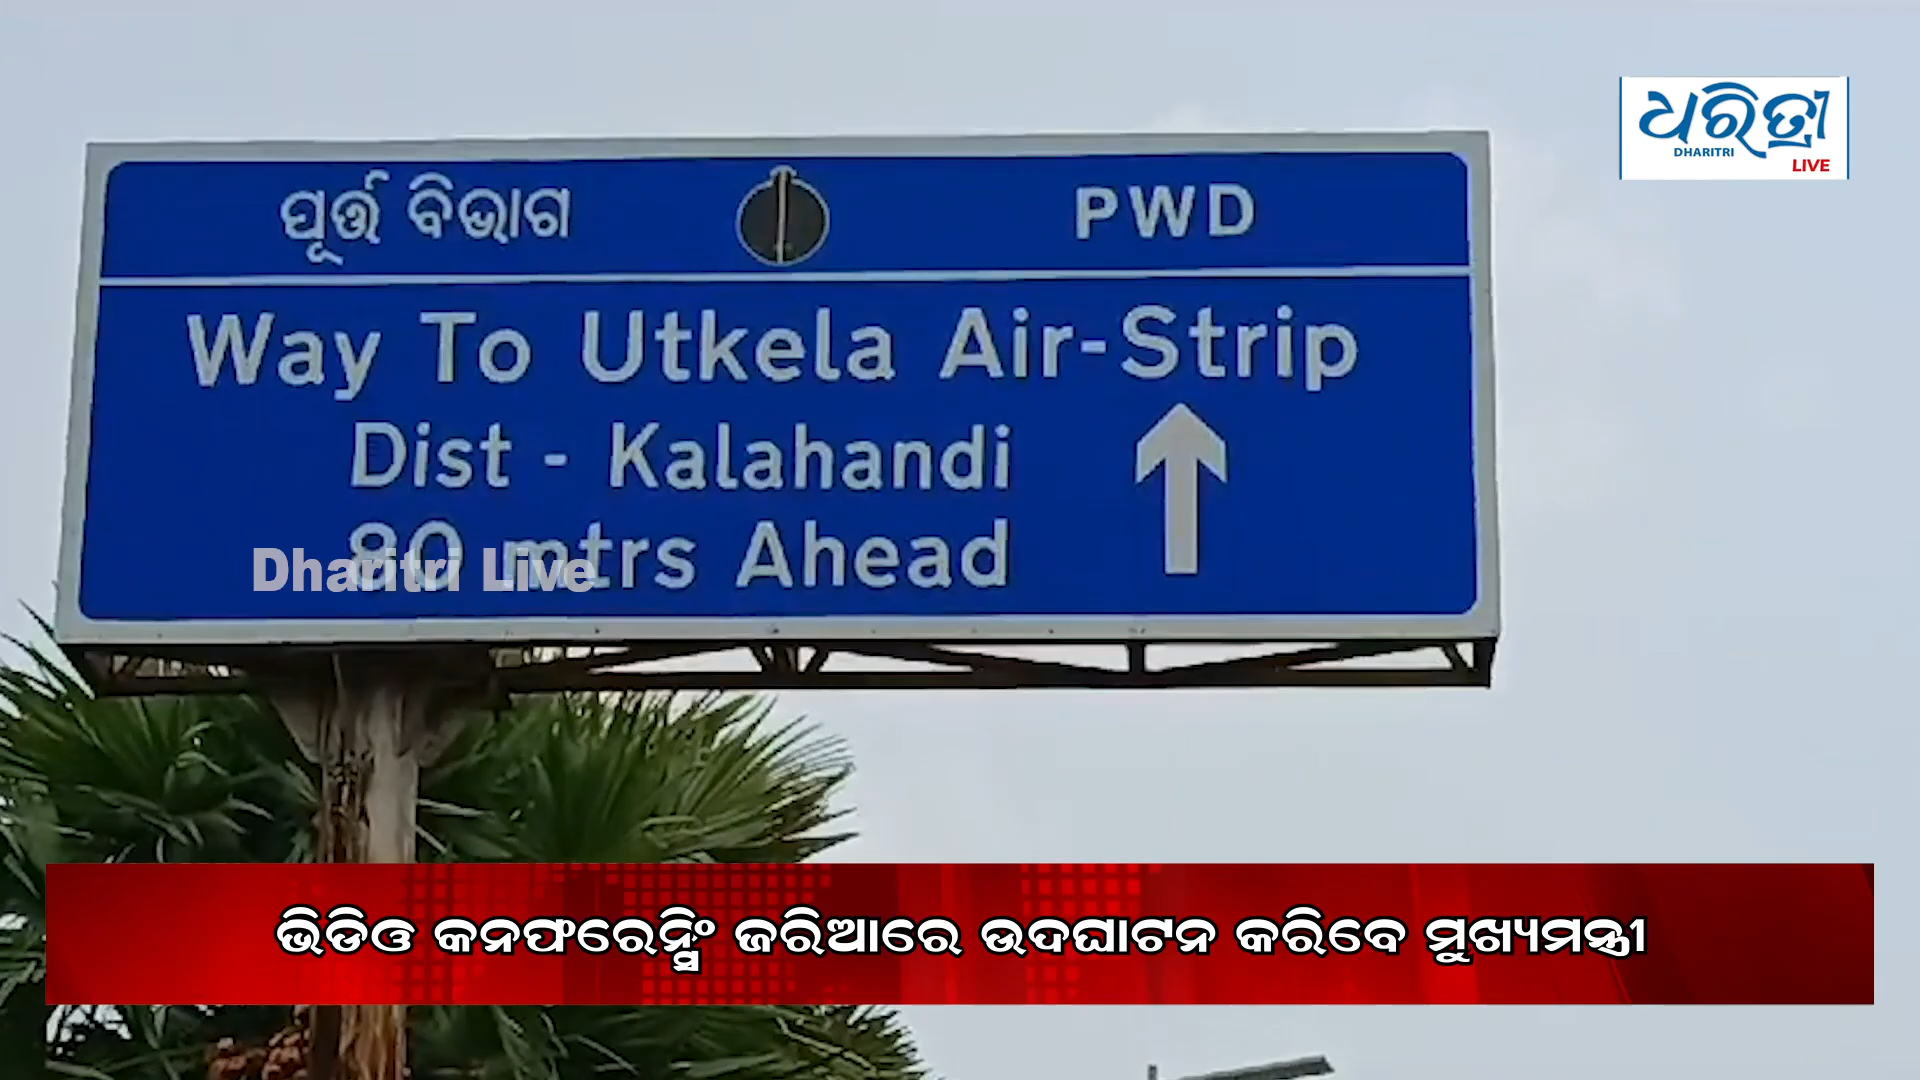 ଧରିତ୍ରୀ
DHARITRI
LIVE
ପୂର୍ତ୍ତ ବିଭାଗ PWD
Way To Utkela Air-Strip
Dist - Kalahandi
80 mtrs Ahead
Dharitri Live
ଭିଡିଓ କନଫରେନ୍ସିଂ ଜରିଆରେ ଉଦଘାଟନ କରିବେ ମୁଖ୍ୟମନ୍ତ୍ରୀ